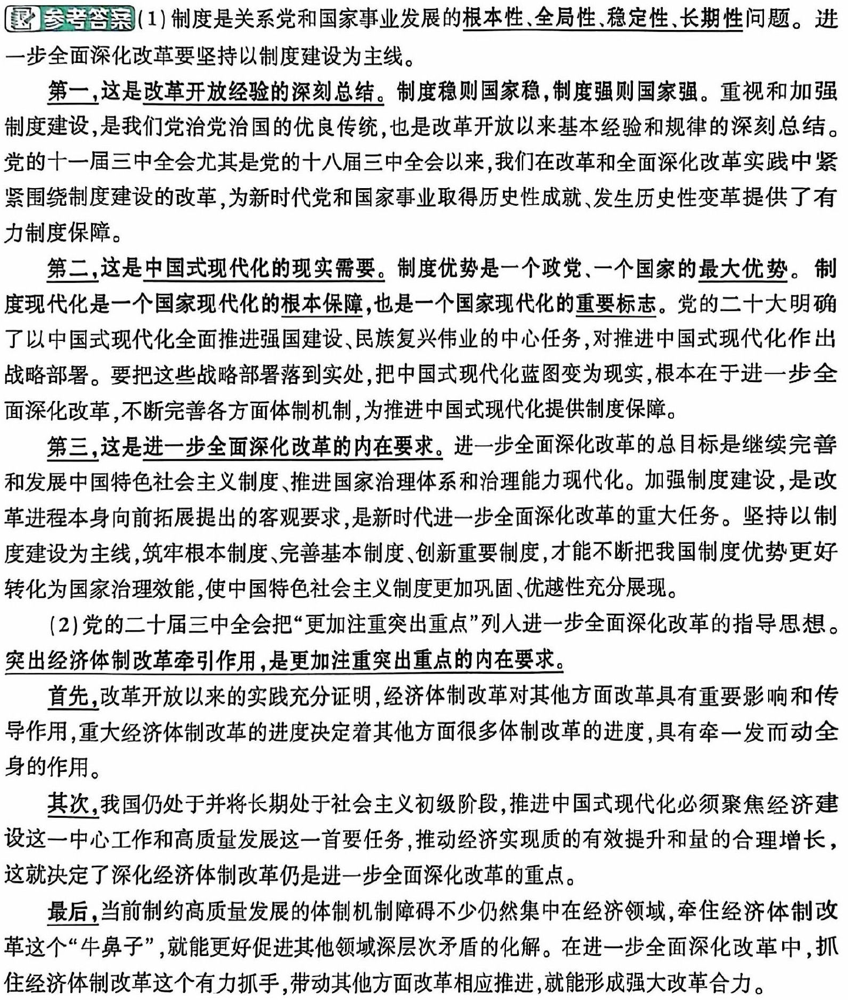 参考答案(1)制度是关系党和国家事业发展的根本性、全局性、稳定性、长期性问题。进
一步全面深化改革要坚持以制度建设为主线。
第一,这是改革开放经验的深刻总结。制度稳则国家稳,制度强则国家强。重视和加强
制度建设,是我们党治党治国的优良传统,也是改革开放以来基本经验和规律的深刻总结。
党的十一届三中全会尤其是党的十八届三中全会以来,我们在改革和全面深化改革实践中紧
紧围绕制度建设的改革,为新时代党和国家事业取得历史性成就、发生历史性变革提供了有
力制度保障。
第二,这是中国式现代化的现实需要。制度优势是一个政党、一个国家的最大优势。制
度现代化是一个国家现代化的根本保障,也是一个国家现代化的重要标志。党的二十大明确
了以中国式现代化全面推进强国建设、民族复兴伟业的中心任务,对推进中国式现代化作出
战略部署。要把这些战略部署落到实处,把中国式现代化蓝图变为现实,根本在于进一步全
面深化改革,不断完善各方面体制机制,为推进中国式现代化提供制度保障。
第三,这是进一步全面深化改革的内在要求。进一步全面深化改革的总目标是继续完善
和发展中国特色社会主义制度、推进国家治理体系和治理能力现代化。加强制度建设,是改
革进程本身向前拓展提出的客观要求,是新时代进一步全面深化改革的重大任务。坚持以制
度建设为主线,筑牢根本制度、完善基本制度、创新重要制度,才能不断把我国制度优势更好
转化为国家治理效能,使中国特色社会主义制度更加巩固、优越性充分展现。
(2)党的二十届三中全会把“更加注重突出重点”列入进一步全面深化改革的指导思想。
突出经济体制改革牵引作用,是更加注重突出重点的内在要求。
首先,改革开放以来的实践充分证明,经济体制改革对其他方面改革具有重要影响和传
导作用,重大经济体制改革的进度决定着其他方面很多体制改革的进度,具有牵一发而动全
身的作用。
其次,我国仍处于并将长期处于社会主义初级阶段,推进中国式现代化必须聚焦经济建
设这一中心工作和高质量发展这一首要任务,推动经济实现质的有效提升和量的合理增长,
这就决定了深化经济体制改革仍是进一步全面深化改革的重点。
最后,当前制约高质量发展的体制机制障碍不少仍然集中在经济领域,牵住经济体制改
革这个“牛鼻子”,就能更好促进其他领域深层次矛盾的化解。在进一步全面深化改革中,抓
住经济体制改革这个有力抓手,带动其他方面改革相应推进,就能形成强大改革合力。